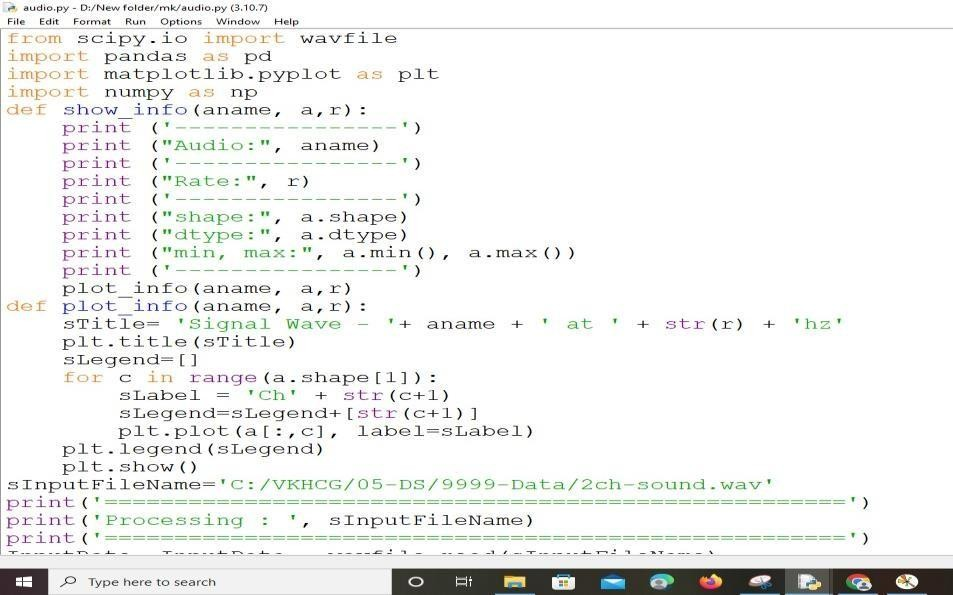 audio.py - D:/New folder/mk/audio.py (3.10.7)
File Edit Format Run Options Window Help
from scipy.io import wavfile
import pandas as pd
import matplotlib.pyplot as plt
import numpy as np
def show_info(aname, a,r):
    print ('----------------')
    print ("Audio:", aname)
    print ('----------------')
    print ("Rate:", r)
    print ('----------------')
    print ("shape:", a.shape)
    print ("dtype:", a.dtype)
    print ("min, max:", a.min(), a.max())
    print ('----------------')
    plot_info(aname, a,r)
def plot_info(aname, a,r):
    sTitle= 'Signal Wave - '+ aname + ' at ' + str(r) + 'hz'
    plt.title(sTitle)
    sLegend=[]
    for c in range(a.shape[1]):
        sLabel = 'Ch' + str(c+1)
        sLegend=sLegend+[str(c+1)]
        plt.plot(a[:,c], label=sLabel)
    plt.legend(sLegend)
    plt.show()
sInputFileName='C:/VKHCG/05-DS/9999-Data/2ch-sound.wav'
print('=====================================================')
print('Processing : ', sInputFileName)
print('=====================================================')
Type here to search